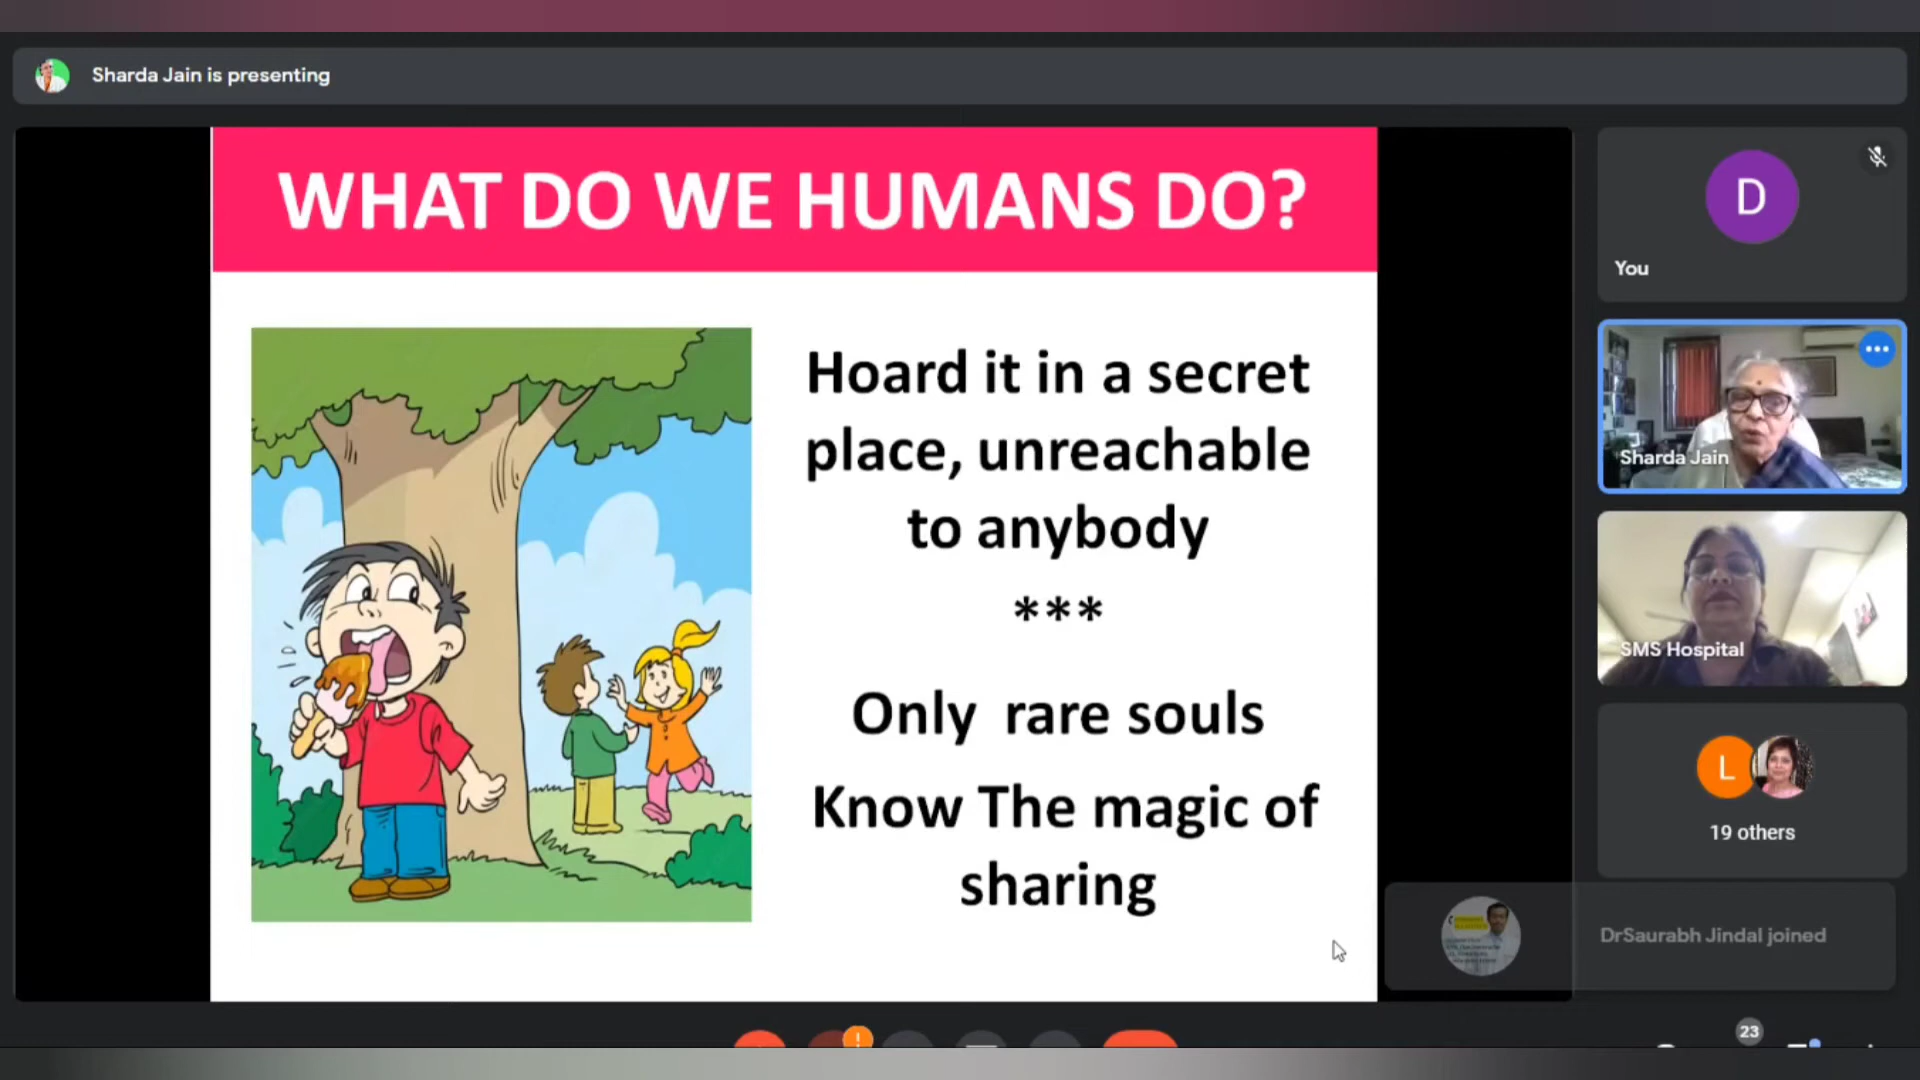 Sharda Jain is presenting
WHAT DO WE HUMANS DO?
Hoard it in a secret
place, unreachable
to anybody
***
Only rare souls
Know The magic of
sharing
D
You
Sharda Jain
SMS Hospital
L
19 others
DrSaurabh Jindal joined
!
23